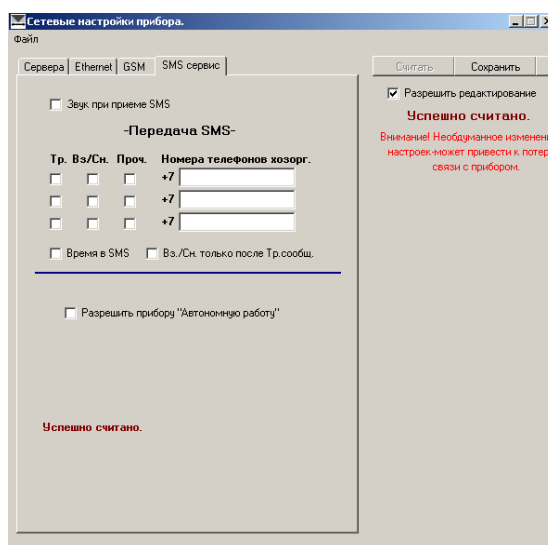 Сетевые настройки прибора.
Файл
Сервера Ethernet GSM SMS сервис
Считать Сохранить
Звук при приеме SMS
Разрешить редактирование
Успешно считано.
-Передача SMS-
Внимание! Необдуманное изменени
настроек-может привести к потер
связи с прибором.
Тр. Вз/Сн. Проч. Номера телефонов хозорг.
+7
+7
+7
Время в SMS Вз./Сн. только после Тр.сообщ.
Разрешить прибору "Автономную работу"
Успешно считано.